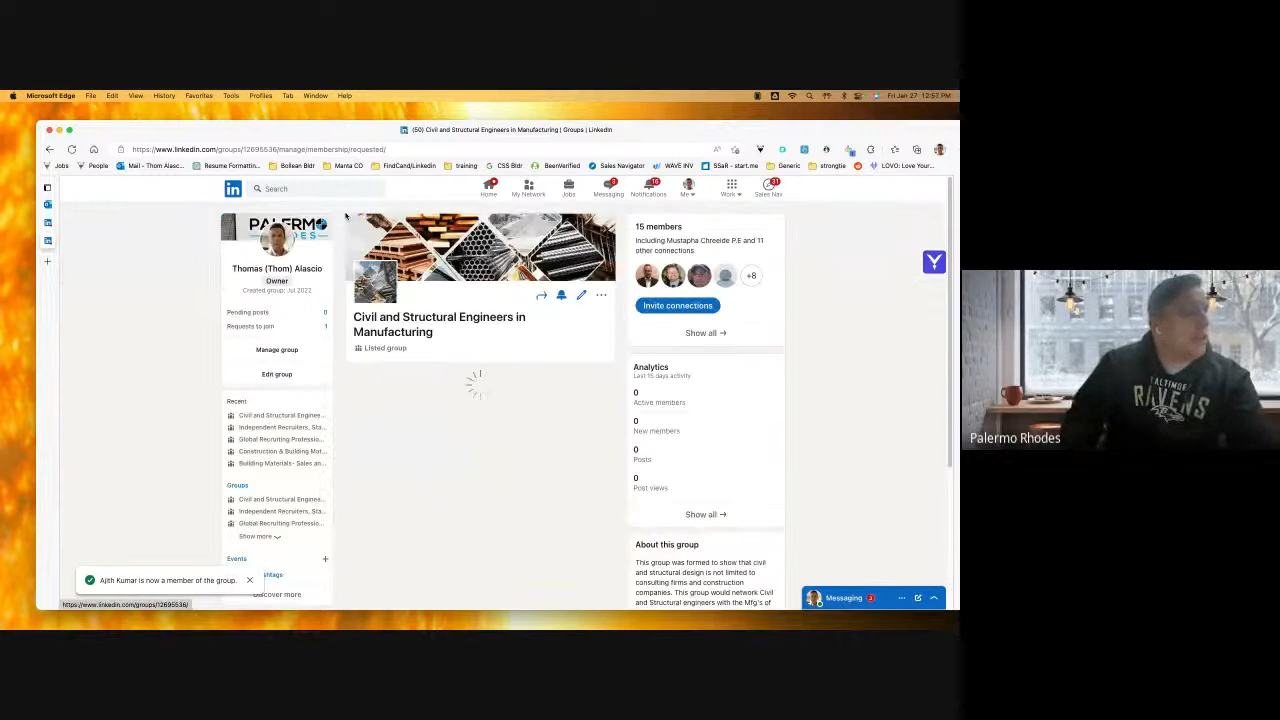 Microsoft Edge File Edit View History Favorites Tools Profiles Tab Window Help
Fri Jan 27 12:57 PM
(50) Civil and Structural Engineers in Manufacturing | Groups | LinkedIn
https://www.linkedin.com/groups/12695536/manage/membership/requested/
Jobs People Mail - Thom Alasc... Resume Formattin... Bollean Bldr Manta CO FindCand/Linkedin training CSS Bldr BeenVerified Sales Navigator WAVE INV SSaR - start.me Generic strongtie LOVO: Love Your...
in Search
Home My Network Jobs Messaging Notifications Me Work Sales Nav
3 16 31
PALERMO
Thomas (Thom) Alascio
Owner
Created group: Jul 2022
Pending posts 0
Requests to join 1
Manage group
Edit group
Recent
Civil and Structural Enginee...
Independent Recruiters, Sta...
Global Recruiting Professio...
Construction & Building Mat...
Building Materials- Sales an...
Groups
Civil and Structural Enginee...
Independent Recruiters, Sta...
Global Recruiting Professio...
Show more
Events +
htags
Discover more
Ajith Kumar is now a member of the group.
https://www.linkedin.com/groups/12695536/
Civil and Structural Engineers in
Manufacturing
Listed group
15 members
Including Mustapha Chreeide P.E and 11
other connections
+8
Invite connections
Show all →
Analytics
Last 15 days activity
0
Active members
0
New members
0
Posts
0
Post views
Show all →
About this group
This group was formed to show that civil
and structural design is not limited to
consulting firms and construction
companies. This group would network Civil
and Structural engineers with the Mfg's of
Messaging 3
BALTIMORE
RAVENS
Palermo Rhodes